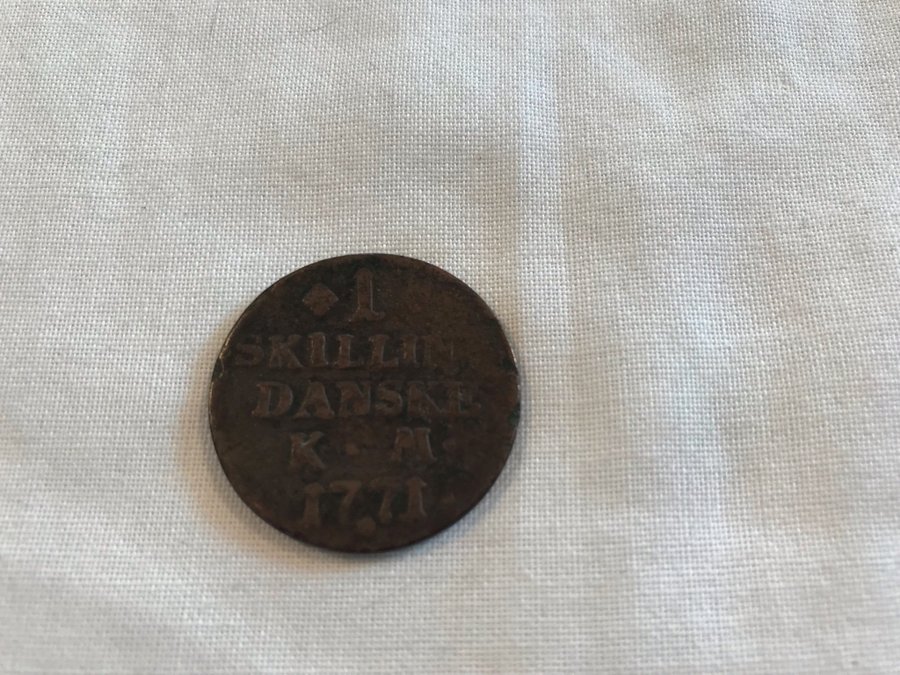 1
SKILLIN
DANSKE
K · M ·
1771